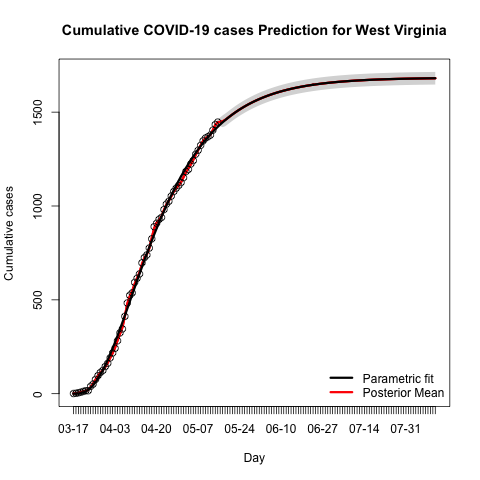 Cumulative COVID-19 cases Prediction for West Virginia
Cumulative cases
1500
1000
500
0
Parametric fit
Posterior Mean
03-17 04-03 04-20 05-07 05-24 06-10 06-27 07-14 07-31
Day